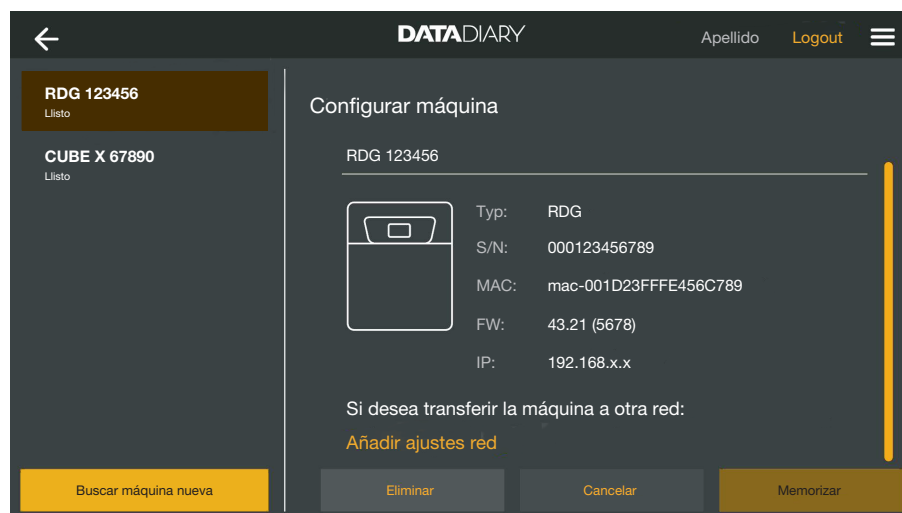 DATADIARY
Apellido
Logout
RDG 123456
Llisto
CUBE X 67890
Llisto
Buscar máquina nueva
Configurar máquina
RDG 123456
Typ: RDG
S/N: 000123456789
MAC: mac-001D23FFFE456C789
FW: 43.21 (5678)
IP: 192.168.x.x
Si desea transferir la máquina a otra red:
Añadir ajustes red
Eliminar
Cancelar
Memorizar